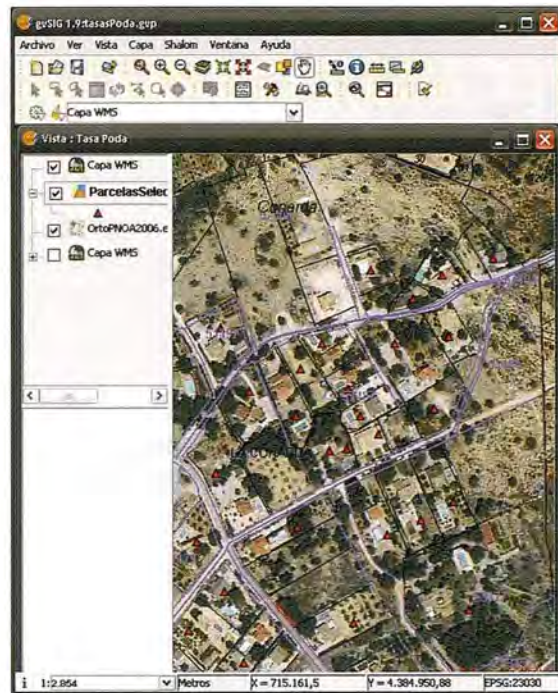 gvSIG 1.9:tasasPoda.gvp
Archivo Ver Vista Capa Shalom Ventana Ayuda
Capa WMS
Vista : Tasa Poda
Capa WMS
ParcelasSelec
OrtoPNOA2006.e
Capa WMS
1:2.854 Metros X = 715.161,5 Y = 4.384.950,88 EPSG:23030